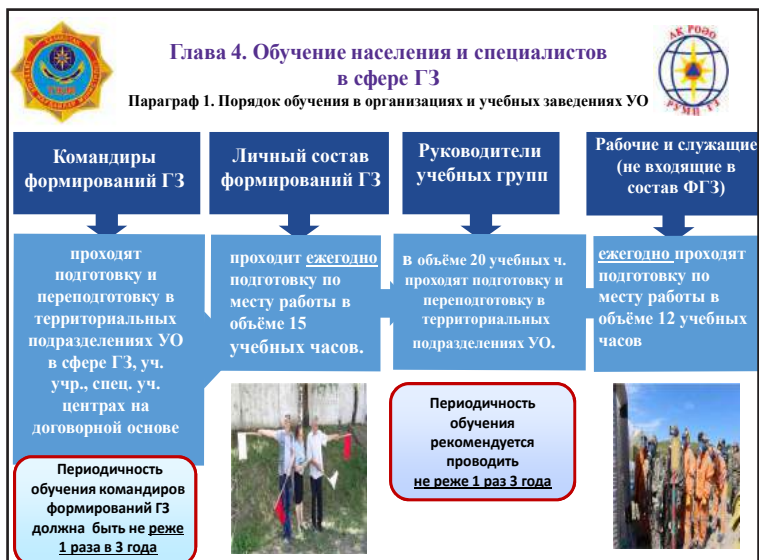 Глава 4. Обучение населения и специалистов
в сфере ГЗ
Параграф 1. Порядок обучения в организациях и учебных заведениях УО
Командиры
формирований ГЗ
проходят
подготовку и
переподготовку в
территориальных
подразделениях УО
в сфере ГЗ, уч.
учр., спец. уч.
центрах на
договорной основе
Периодичность
обучения командиров
формирований ГЗ
должна быть не реже
1 раза в 3 года
Личный состав
формирований ГЗ
проходит ежегодно
подготовку по
месту работы в
объёме 15
учебных часов.
Руководители
учебных групп
В объёме 20 учебных ч.
проходят подготовку и
переподготовку в
территориальных
подразделениях УО.
Периодичность
обучения
рекомендуется
проводить
не реже 1 раз 3 года
Рабочие и служащие
(не входящие в
состав ФГЗ)
ежегодно проходят
подготовку по
месту работы в
объёме 12 учебных
часов